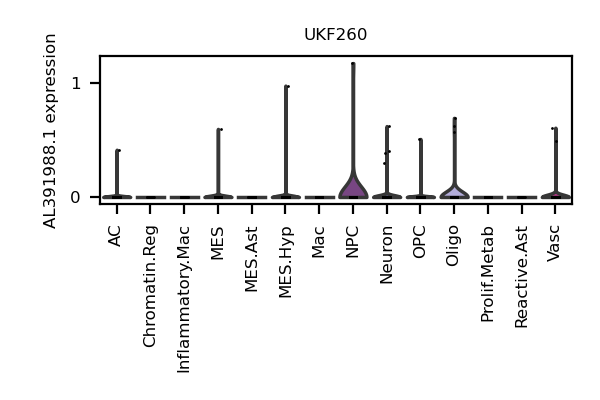 UKF260
AL391988.1 expression
1
0
AC
Chromatin.Reg
Inflammatory.Mac
MES
MES.Ast
MES.Hyp
Mac
NPC
Neuron
OPC
Oligo
Prolif.Metab
Reactive.Ast
Vasc